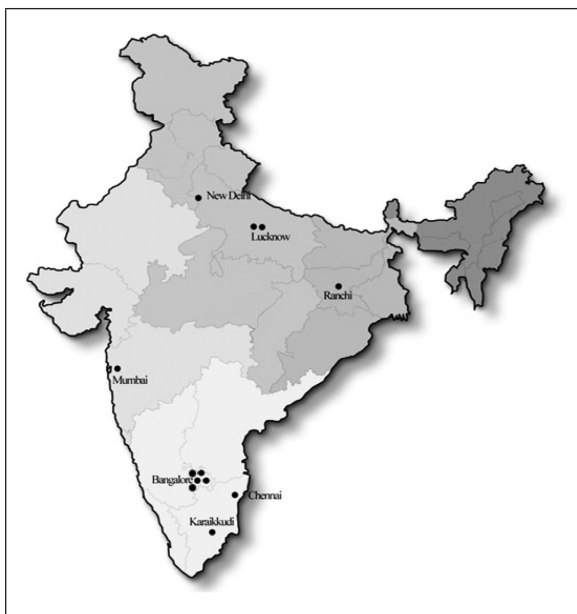 New Delhi
Lucknow
Ranchi
Mumbai
Bangalore
Chennai
Karaikkudi